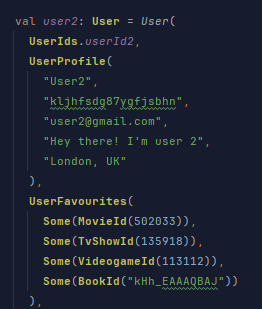 val user2: User = User(
UserIds.userId2,
UserProfile(
"User2",
"kljhfsdg87ygfjsbhn",
"user2@gmail.com",
"Hey there! I'm user 2",
"London, UK"
),
UserFavourites(
Some(MovieId(502033)),
Some(TvShowId(135918)),
Some(VideogameId(113112)),
Some(BookId("kHh_EAAAQBAJ"))
),